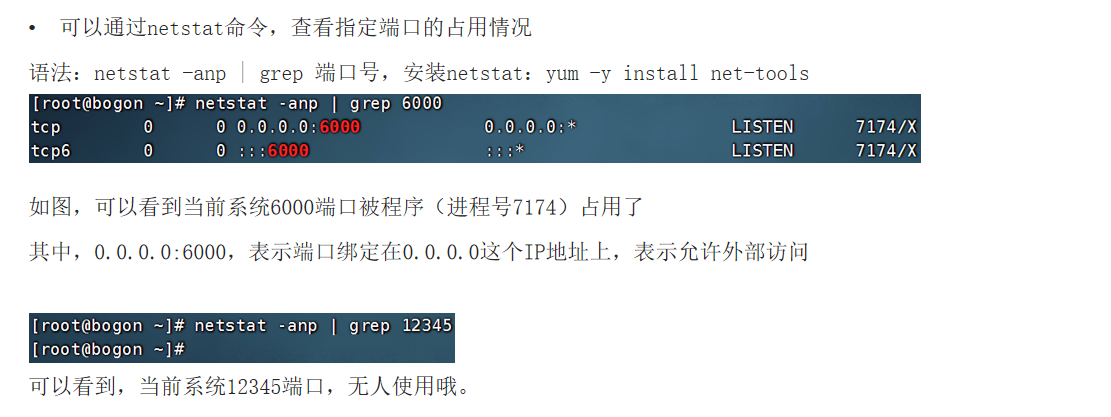 • 可以通过netstat命令，查看指定端口的占用情况
语法：netstat -anp | grep 端口号，安装netstat：yum -y install net-tools
[root@bogon ~]# netstat -anp | grep 6000
tcp 0 0 0.0.0.0:6000 0.0.0.0:* LISTEN 7174/X
tcp6 0 0 :::6000 :::* LISTEN 7174/X
如图，可以看到当前系统6000端口被程序（进程号7174）占用了
其中，0.0.0.0:6000，表示端口绑定在0.0.0.0这个IP地址上，表示允许外部访问
[root@bogon ~]# netstat -anp | grep 12345
[root@bogon ~]#
可以看到，当前系统12345端口，无人使用哦。